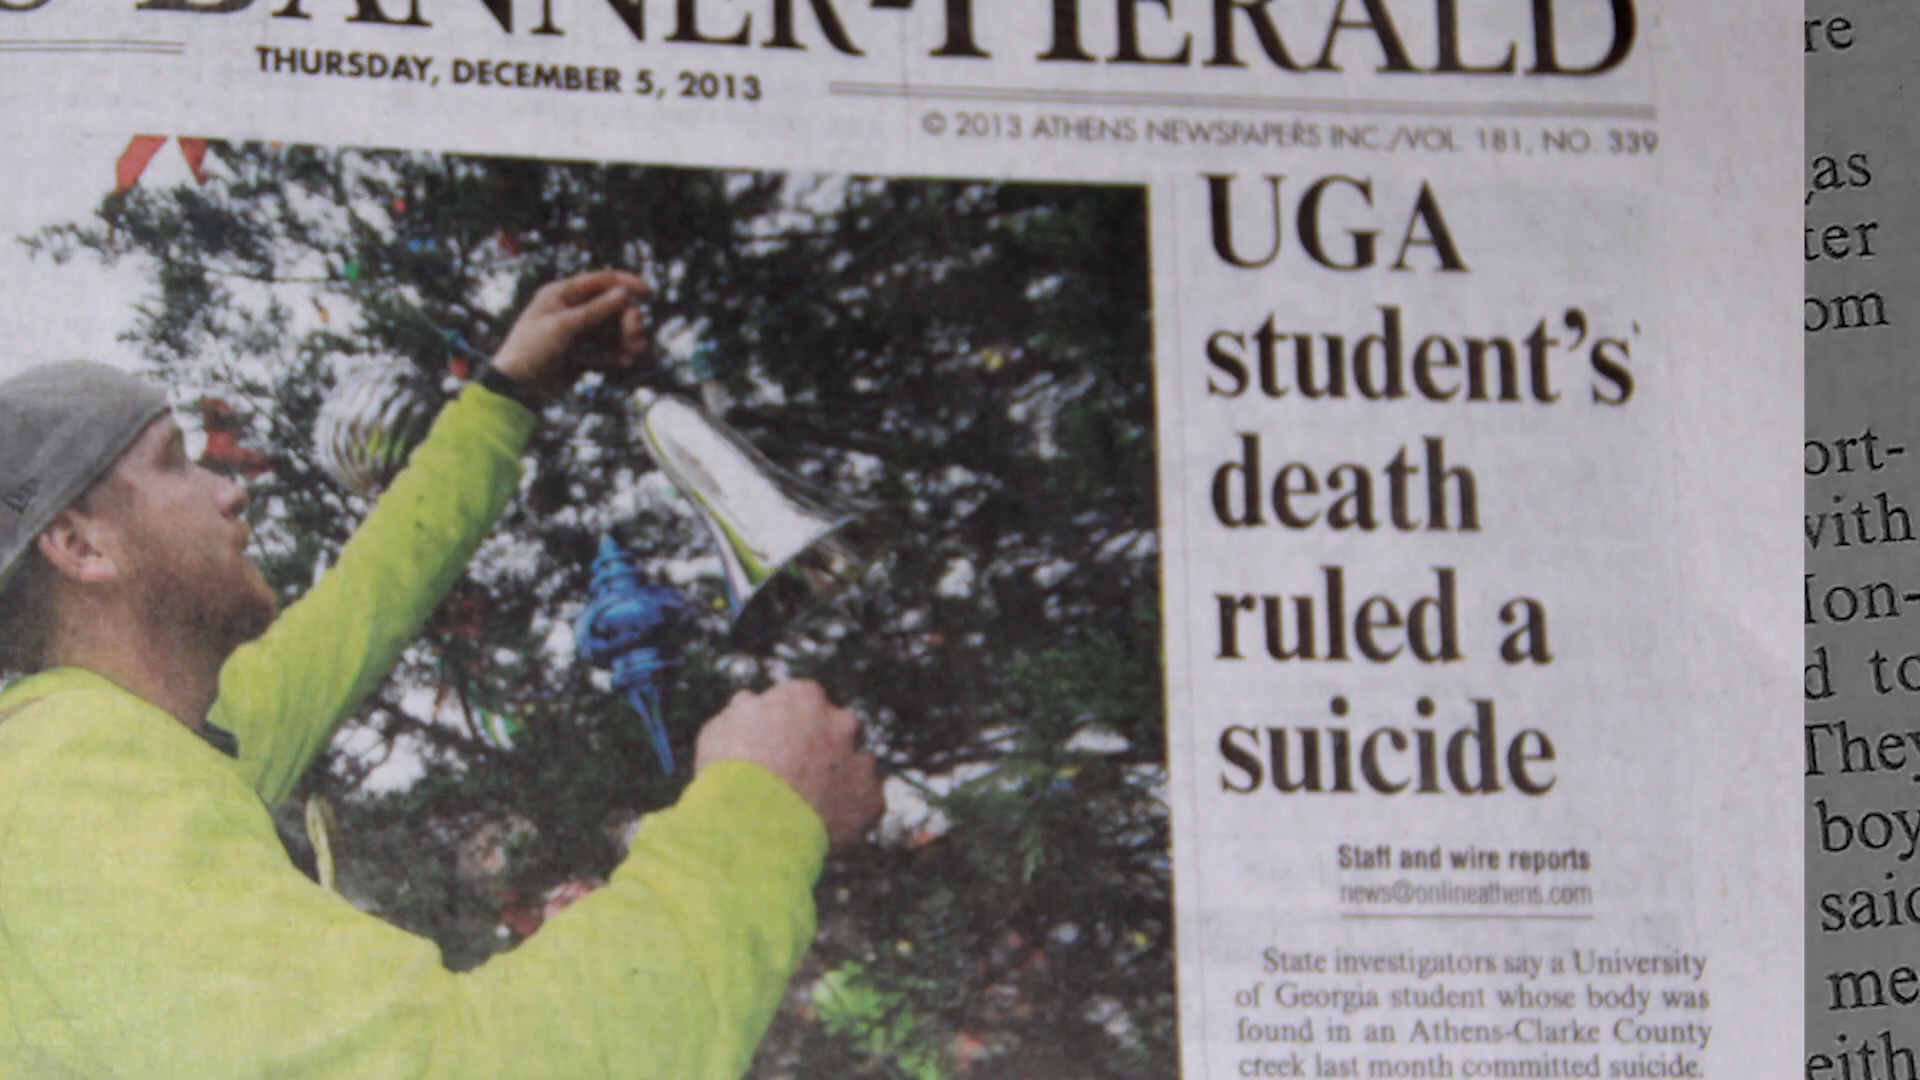 BANNER-HERALD
THURSDAY, DECEMBER 5, 2013
© 2013 ATHENS NEWSPAPERS INC./VOL. 181, NO. 339
UGA
student's
death
ruled a
suicide
Staff and wire reports
news@onlineathens.com
State investigators say a University
of Georgia student whose body was
found in an Athens-Clarke County
creek last month committed suicide.
re
as
ter
om
ort-
with
Mon-
d to
They
boy
said
me
eith